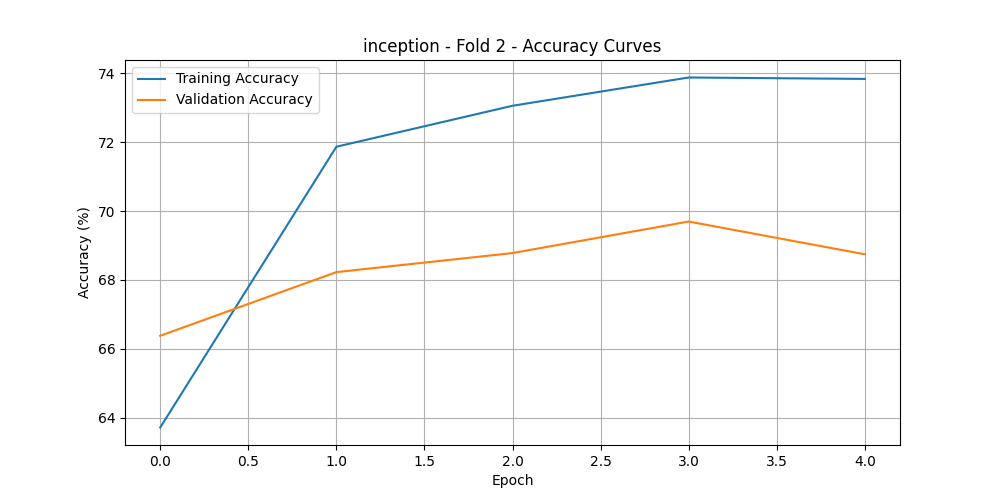 inception - Fold 2 - Accuracy Curves
Training Accuracy
Validation Accuracy
Accuracy (%)
74
72
70
68
66
64
0.0 0.5 1.0 1.5 2.0 2.5 3.0 3.5 4.0
Epoch